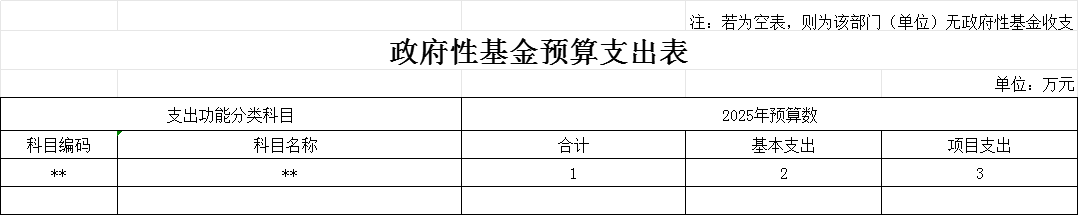 注：若为空表，则为该部门（单位）无政府性基金收支
政府性基金预算支出表
单位：万元
支出功能分类科目 2025年预算数
科目编码 科目名称 合计 基本支出 项目支出
** ** 1 2 3